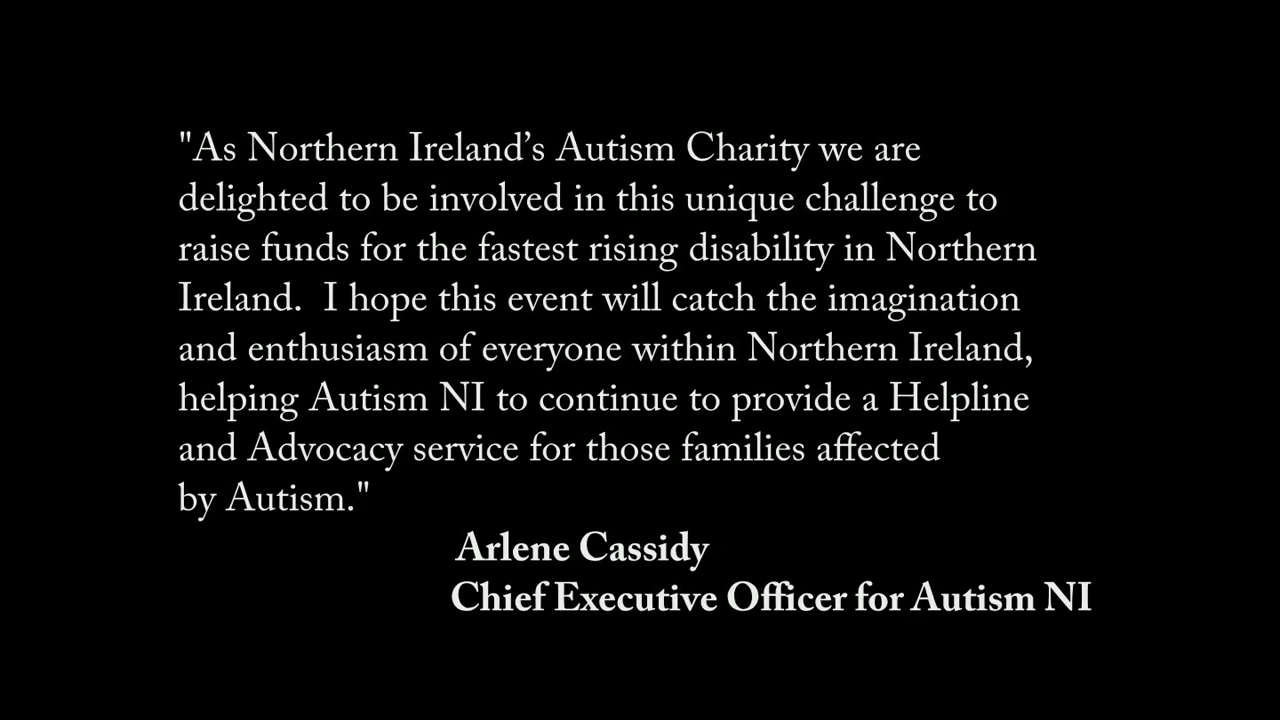 "As Northern Ireland’s Autism Charity we are
delighted to be involved in this unique challenge to
raise funds for the fastest rising disability in Northern
Ireland.  I hope this event will catch the imagination
and enthusiasm of everyone within Northern Ireland,
helping Autism NI to continue to provide a Helpline
and Advocacy service for those families affected
by Autism."
Arlene Cassidy
Chief Executive Officer for Autism NI